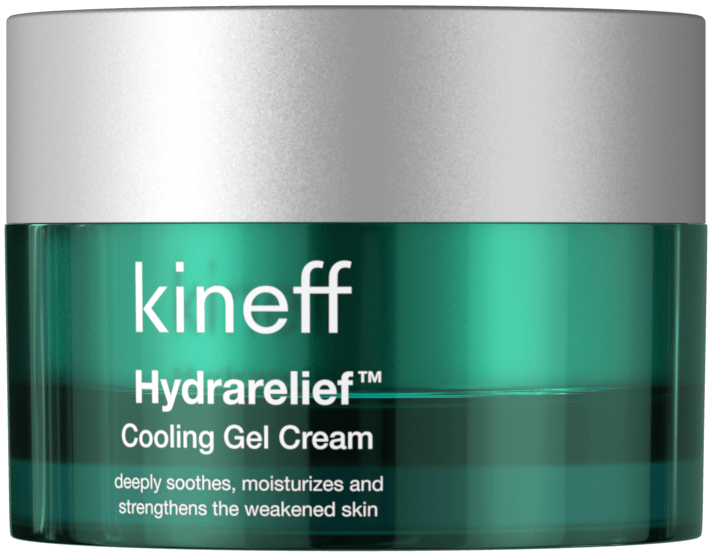 kineff
Hydrarelief™
Cooling Gel Cream
deeply soothes, moisturizes and
strengthens the weakened skin